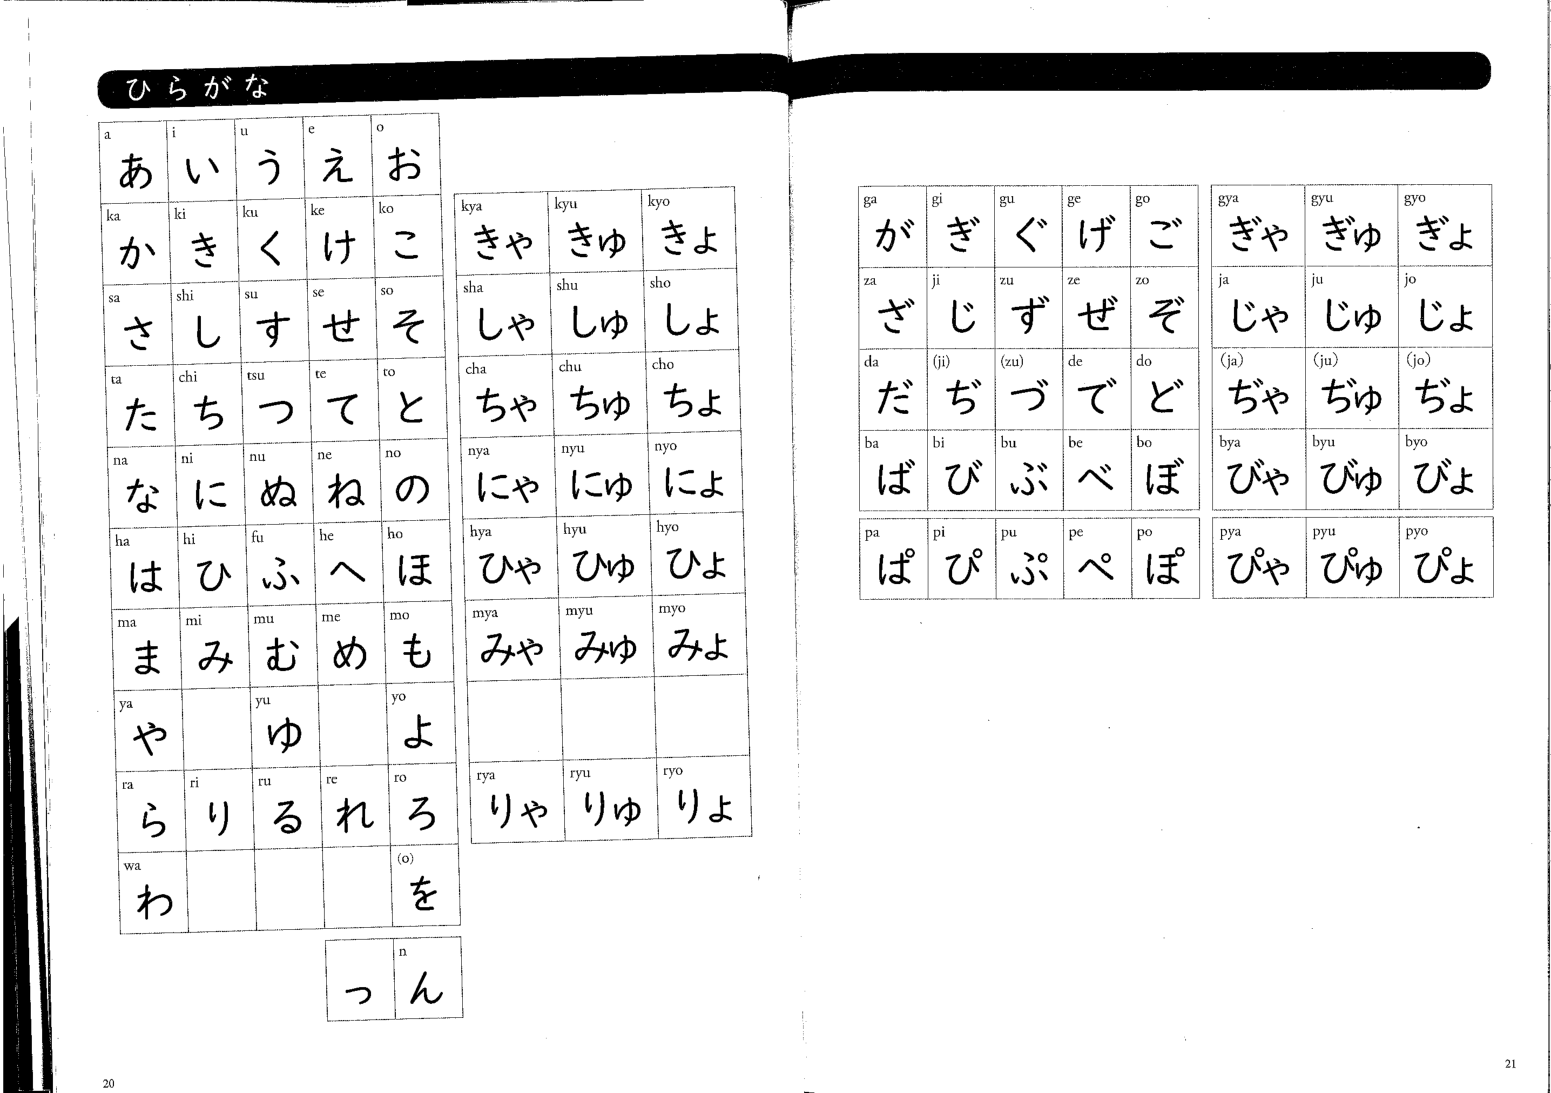 ひらがな
a i u e o
あ い う え お
ka ki ku ke ko kya kyu kyo
か き く け こ きゃ きゅ きょ
sa shi su se so sha shu sho
さ し す せ そ しゃ しゅ しょ
ta chi tsu te to cha chu cho
た ち つ て と ちゃ ちゅ ちょ
na ni nu ne no nya nyu nyo
な に ぬ ね の にゃ にゅ にょ
ha hi fu he ho hya hyu hyo
は ひ ふ へ ほ ひゃ ひゅ ひょ
ma mi mu me mo mya myu myo
ま み む め も みゃ みゅ みょ
ya yu yo
や ゆ よ
ra ri ru re ro rya ryu ryo
ら り る れ ろ りゃ りゅ りょ
wa (o)
わ を
n
っ ん
20
ga gi gu ge go gya gyu gyo
が ぎ ぐ げ ご ぎゃ ぎゅ ぎょ
za ji zu ze zo ja ju jo
ざ じ ず ぜ ぞ じゃ じゅ じょ
da (ji) (zu) de do (ja) (ju) (jo)
だ ぢ づ で ど ぢゃ ぢゅ ぢょ
ba bi bu be bo bya byu byo
ば び ぶ べ ぼ びゃ びゅ びょ
pa pi pu pe po pya pyu pyo
ぱ ぴ ぷ ぺ ぽ ぴゃ ぴゅ ぴょ
21